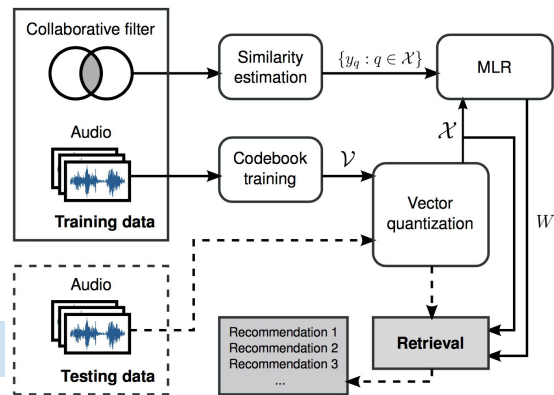 Collaborative filter
Similarity
estimation
{y_q : q ∈ 𝒳}
MLR
Audio
Codebook
training
𝒱
𝒳
Vector
quantization
Training data
W
Audio
Testing data
Recommendation 1
Recommendation 2
Recommendation 3
...
Retrieval